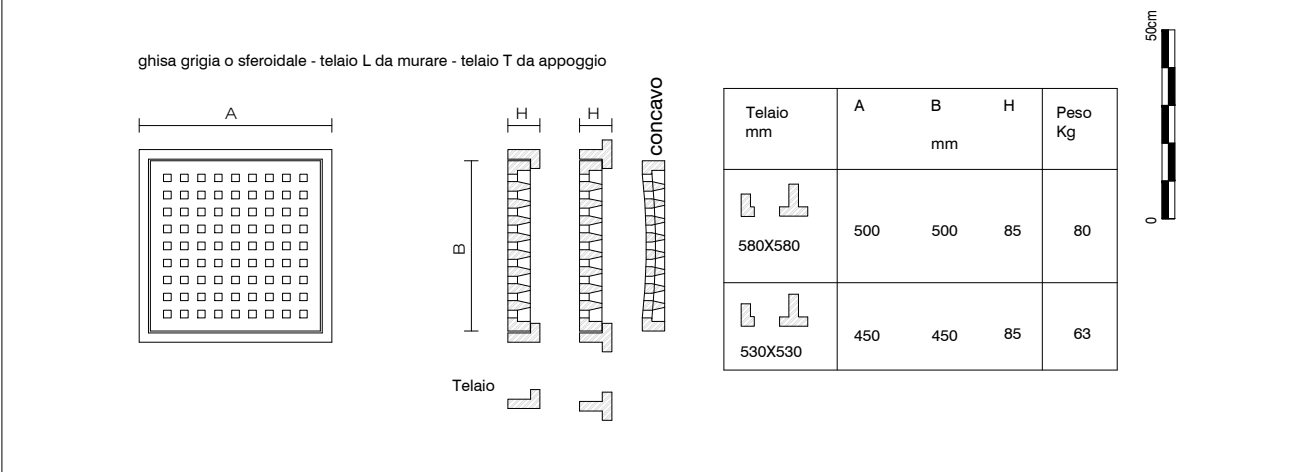 ghisa grigia o sferoidale - telaio L da murare - telaio T da appoggio
A
H H
concavo
B
Telaio
Telaio mm A B H mm Peso Kg
580X580 500 500 85 80
530X530 450 450 85 63
50cm
0